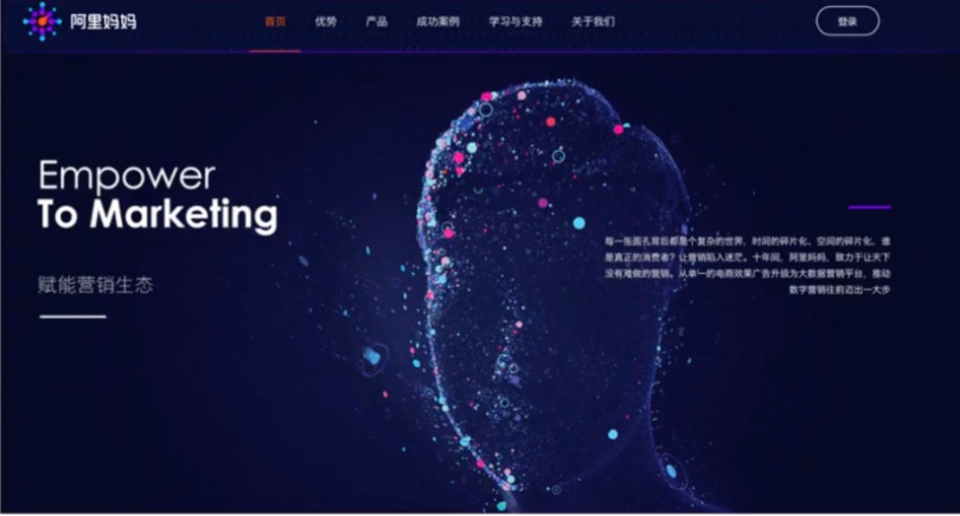 阿里妈妈
首页 优势 产品 成功案例 学习与支持 关于我们 登录
Empower
To Marketing
赋能营销生态
每一张面孔背后都是个复杂的世界，时间的碎片化、空间的碎片化，谁
是真正的消费者？让营销陷入迷茫。十年间，阿里妈妈，致力于让天下
没有难做的营销。从单一的电商效果广告升级为大数据营销平台，推动
数字营销往前迈出一大步